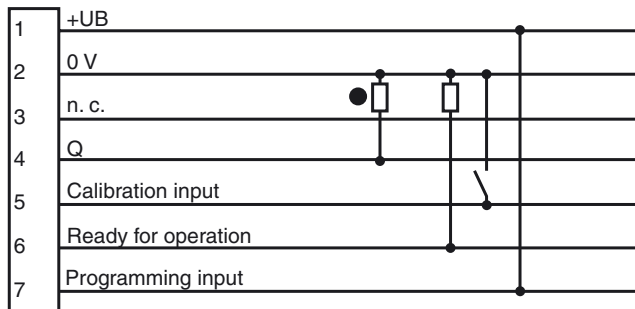 1 +UB
2 0 V
3 n. c.
4 Q
5 Calibration input
6 Ready for operation
7 Programming input